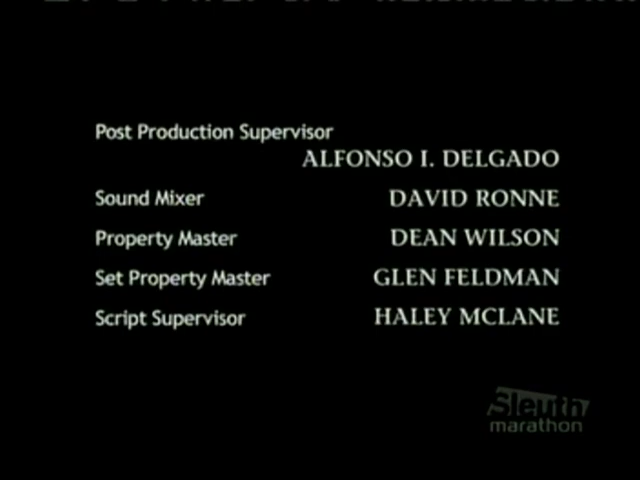 Post Production Supervisor
ALFONSO I. DELGADO
Sound Mixer DAVID RONNE
Property Master DEAN WILSON
Set Property Master GLEN FELDMAN
Script Supervisor HALEY MCLANE
Sleuth
marathon